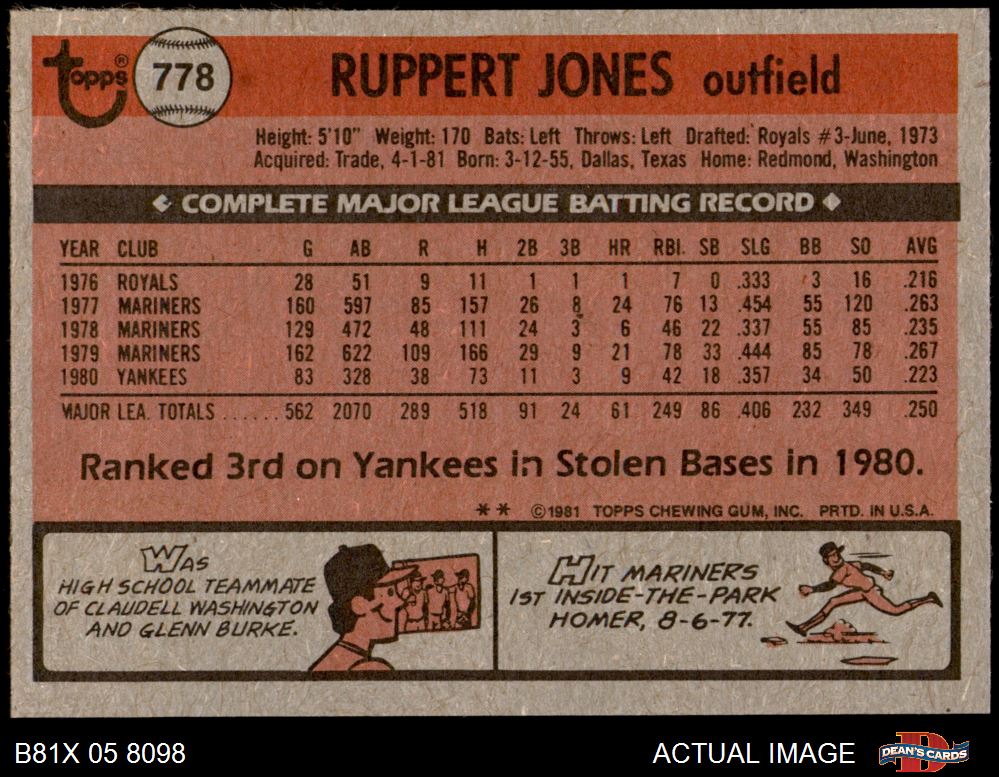 topps®
778
RUPPERT JONES outfield
Height: 5'10" Weight: 170 Bats: Left Throws: Left Drafted: Royals #3-June, 1973
Acquired: Trade, 4-1-81 Born: 3-12-55, Dallas, Texas Home: Redmond, Washington
COMPLETE MAJOR LEAGUE BATTING RECORD
YEAR CLUB G AB R H 2B 3B HR RBI. SB SLG BB SO AVG
1976 ROYALS 28 51 9 11 1 1 1 7 0 .333 3 16 .216
1977 MARINERS 160 597 85 157 26 8 24 76 13 .454 55 120 .263
1978 MARINERS 129 472 48 111 24 3 6 46 22 .337 55 85 .235
1979 MARINERS 162 622 109 166 29 9 21 78 33 .444 85 78 .267
1980 YANKEES 83 328 38 73 11 3 9 42 18 .357 34 50 .223
MAJOR LEA. TOTALS ...... 562 2070 289 518 91 24 61 249 86 .406 232 349 .250
Ranked 3rd on Yankees in Stolen Bases in 1980.
** ©1981 TOPPS CHEWING GUM, INC. PRTD. IN U.S.A.
WAS
HIGH SCHOOL TEAMMATE
OF CLAUDELL WASHINGTON
AND GLENN BURKE.
HIT MARINERS
1ST INSIDE-THE-PARK
HOMER, 8-6-77.
B81X 05 8098
ACTUAL IMAGE
DEAN'S CARDS